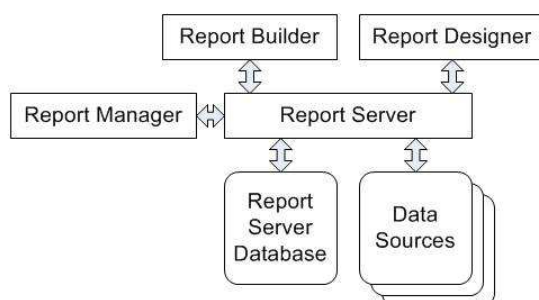 Report Builder
Report Designer
Report Manager
Report Server
Report
Server
Database
Data
Sources